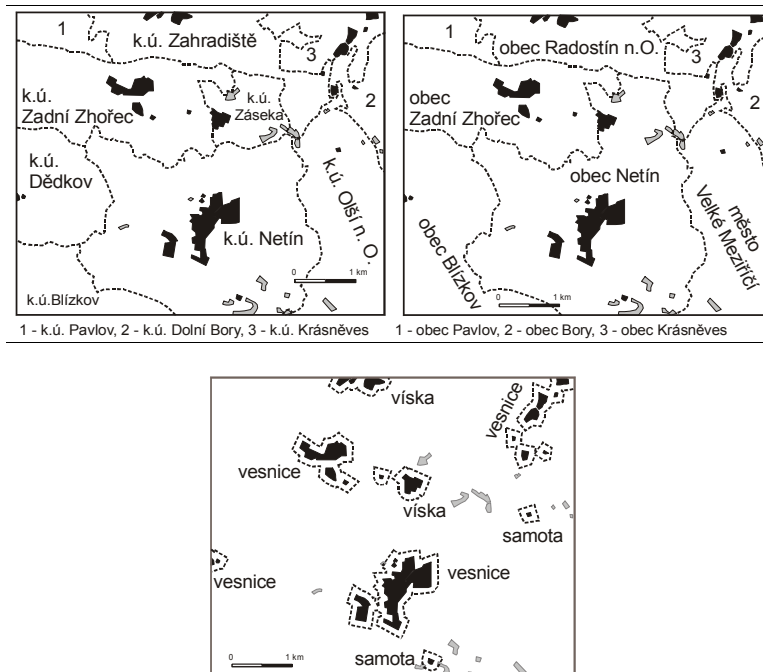 1
k.ú. Zahradiště
3
k.ú.
Zadní Zhořec
k.ú.
Záseka
2
k.ú.
Dědkov
k.ú. Olší n. O.
k.ú. Netín
k.ú.Blízkov
0 1 km
1 - k.ú. Pavlov, 2 - k.ú. Dolní Bory, 3 - k.ú. Krásněves
1
obec Radostín n.O.
3
obec
Zadní Zhořec
2
obec Netín
město
Velké Meziříčí
obec Blízkov
0 1 km
1 - obec Pavlov, 2 - obec Bory, 3 - obec Krásněves
víska
vesnice
vesnice
víska
samota
vesnice
vesnice
samota
0 1 km